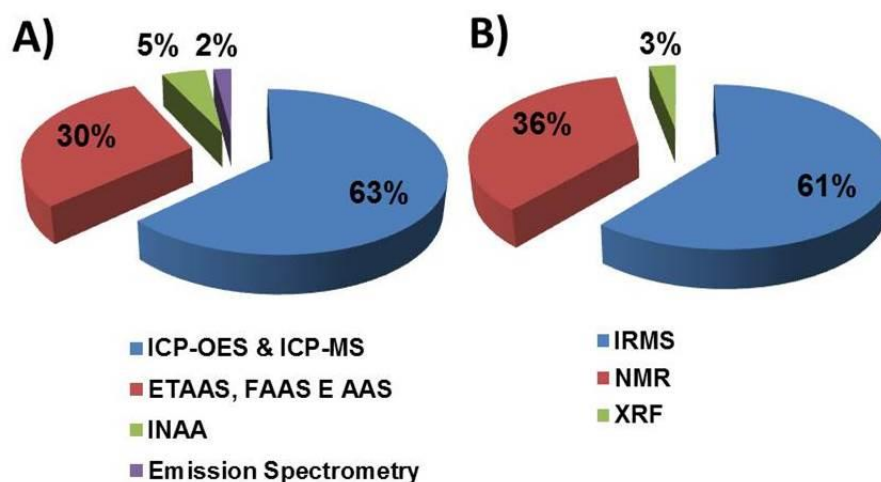 A)
5%
2%
30%
63%
ICP-OES & ICP-MS
ETAAS, FAAS E AAS
INAA
Emission Spectrometry
B)
3%
36%
61%
IRMS
NMR
XRF